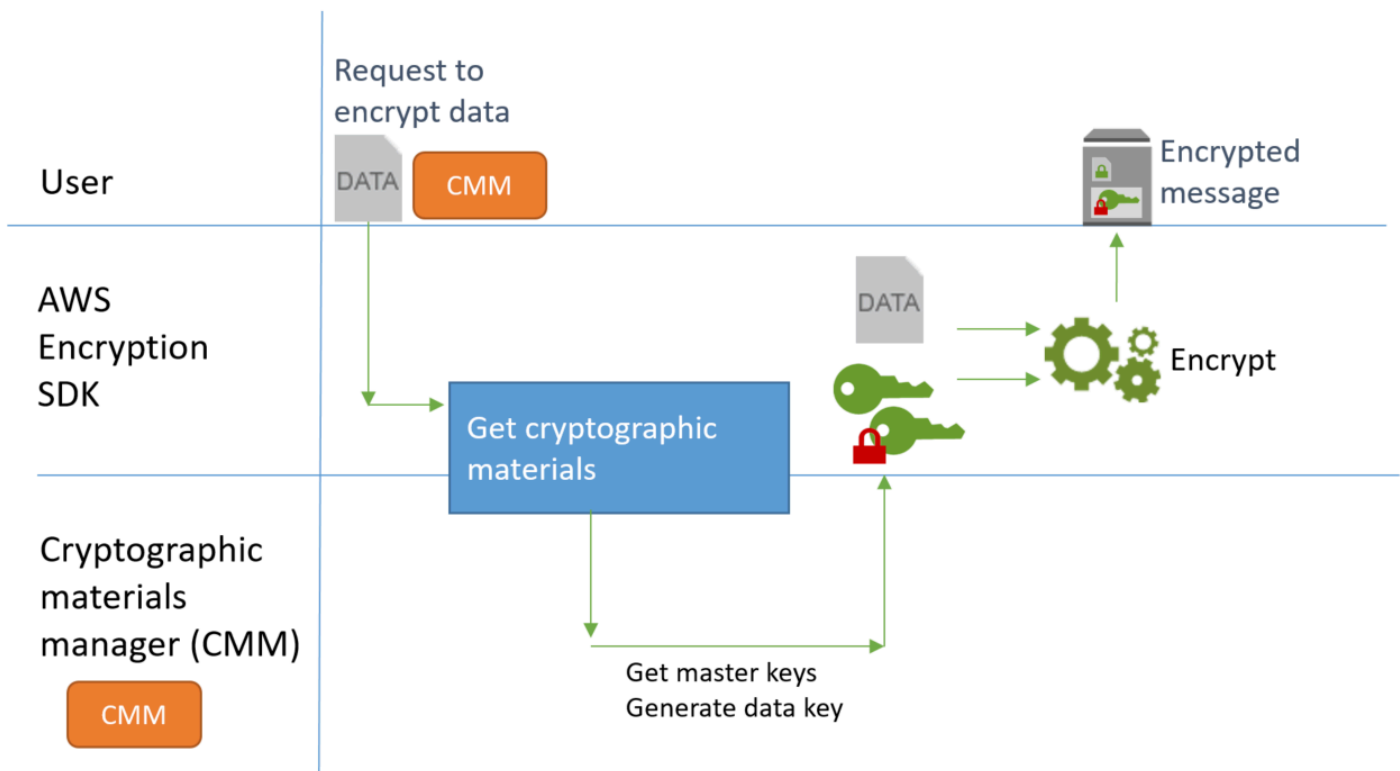 Request to
encrypt data
User
DATA
CMM
Encrypted
message
AWS
Encryption
SDK
DATA
Encrypt
Get cryptographic
materials
Cryptographic
materials
manager (CMM)
CMM
Get master keys
Generate data key